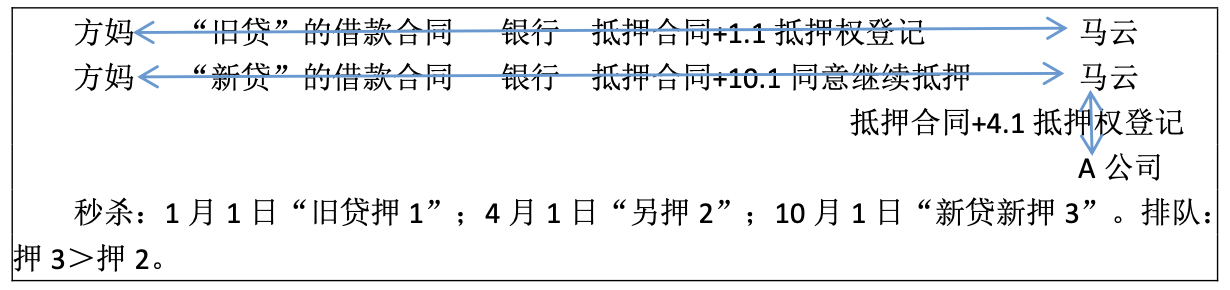 方妈 “旧贷”的借款合同 银行 抵押合同+1.1 抵押权登记 马云
方妈 “新贷”的借款合同 银行 抵押合同+10.1 同意继续抵押 马云
抵押合同+4.1 抵押权登记
A 公司
秒杀：1 月 1 日“旧贷押 1”；4 月 1 日“另押 2”；10 月 1 日“新贷新押 3”。排队：
押 3＞押 2。